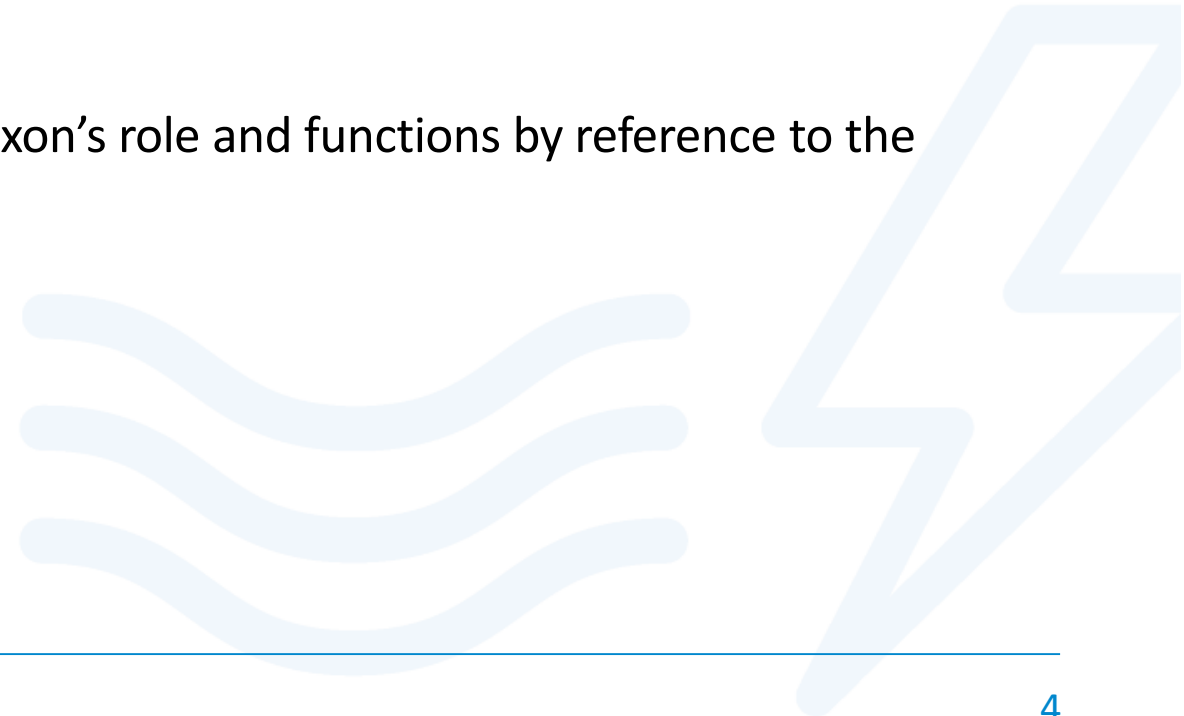 xon’s role and functions by reference to the
4